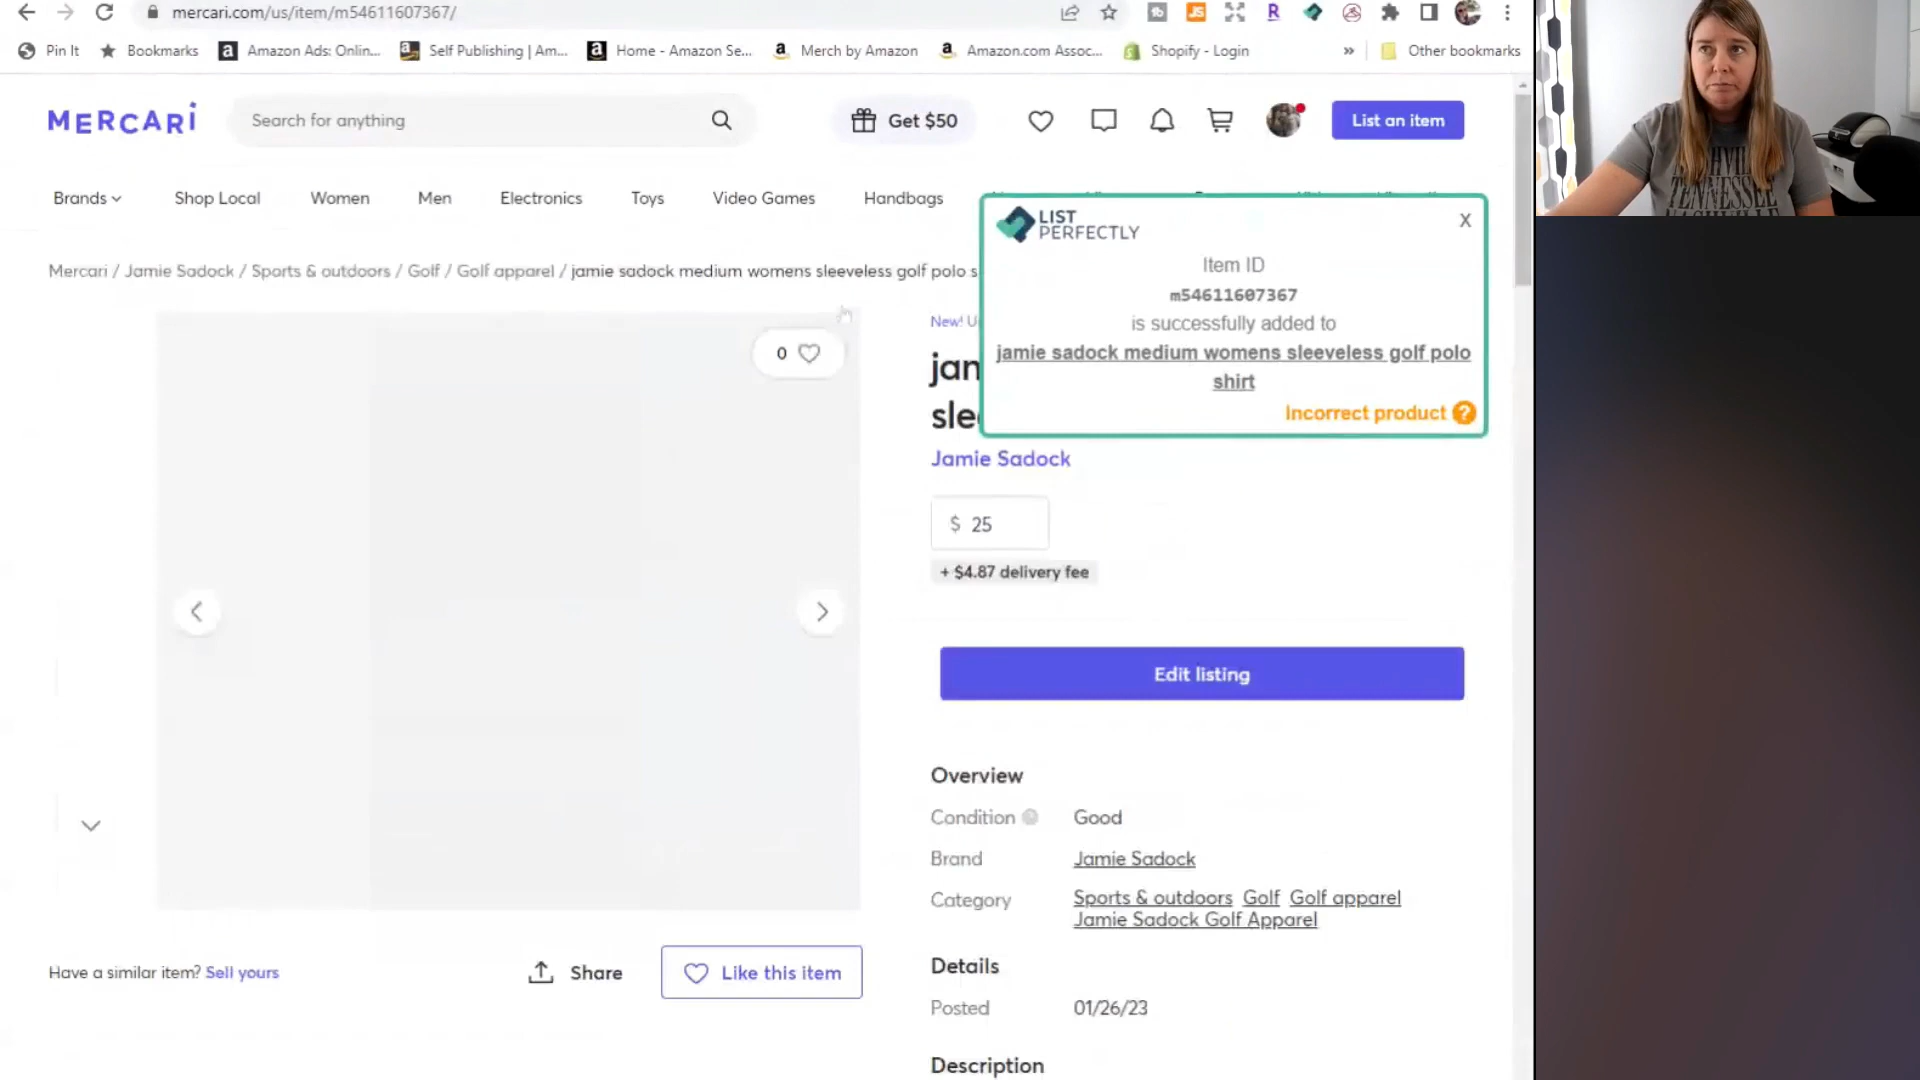 mercari.com/us/item/m54611607367/
Pin It Bookmarks Amazon Ads: Onlin... Self Publishing | Am... Home - Amazon Se... Merch by Amazon Amazon.com Assoc... Shopify - Login » Other bookmarks
MERCARI Search for anything Get $50 List an item
Brands Shop Local Women Men Electronics Toys Video Games Handbags
LIST
PERFECTLY
X
Mercari / Jamie Sadock / Sports & outdoors / Golf / Golf apparel / jamie sadock medium womens sleeveless golf polo s
Item ID
m54611607367
is successfully added to
jamie sadock medium womens sleeveless golf polo
shirt
Incorrect product ?
0
New! U
jam
slee
Jamie Sadock
$ 25
+ $4.87 delivery fee
Edit listing
Overview
Condition Good
Brand Jamie Sadock
Category Sports & outdoors Golf Golf apparel
Jamie Sadock Golf Apparel
Have a similar item? Sell yours Share Like this item
Details
Posted 01/26/23
Description
TENNESSEE